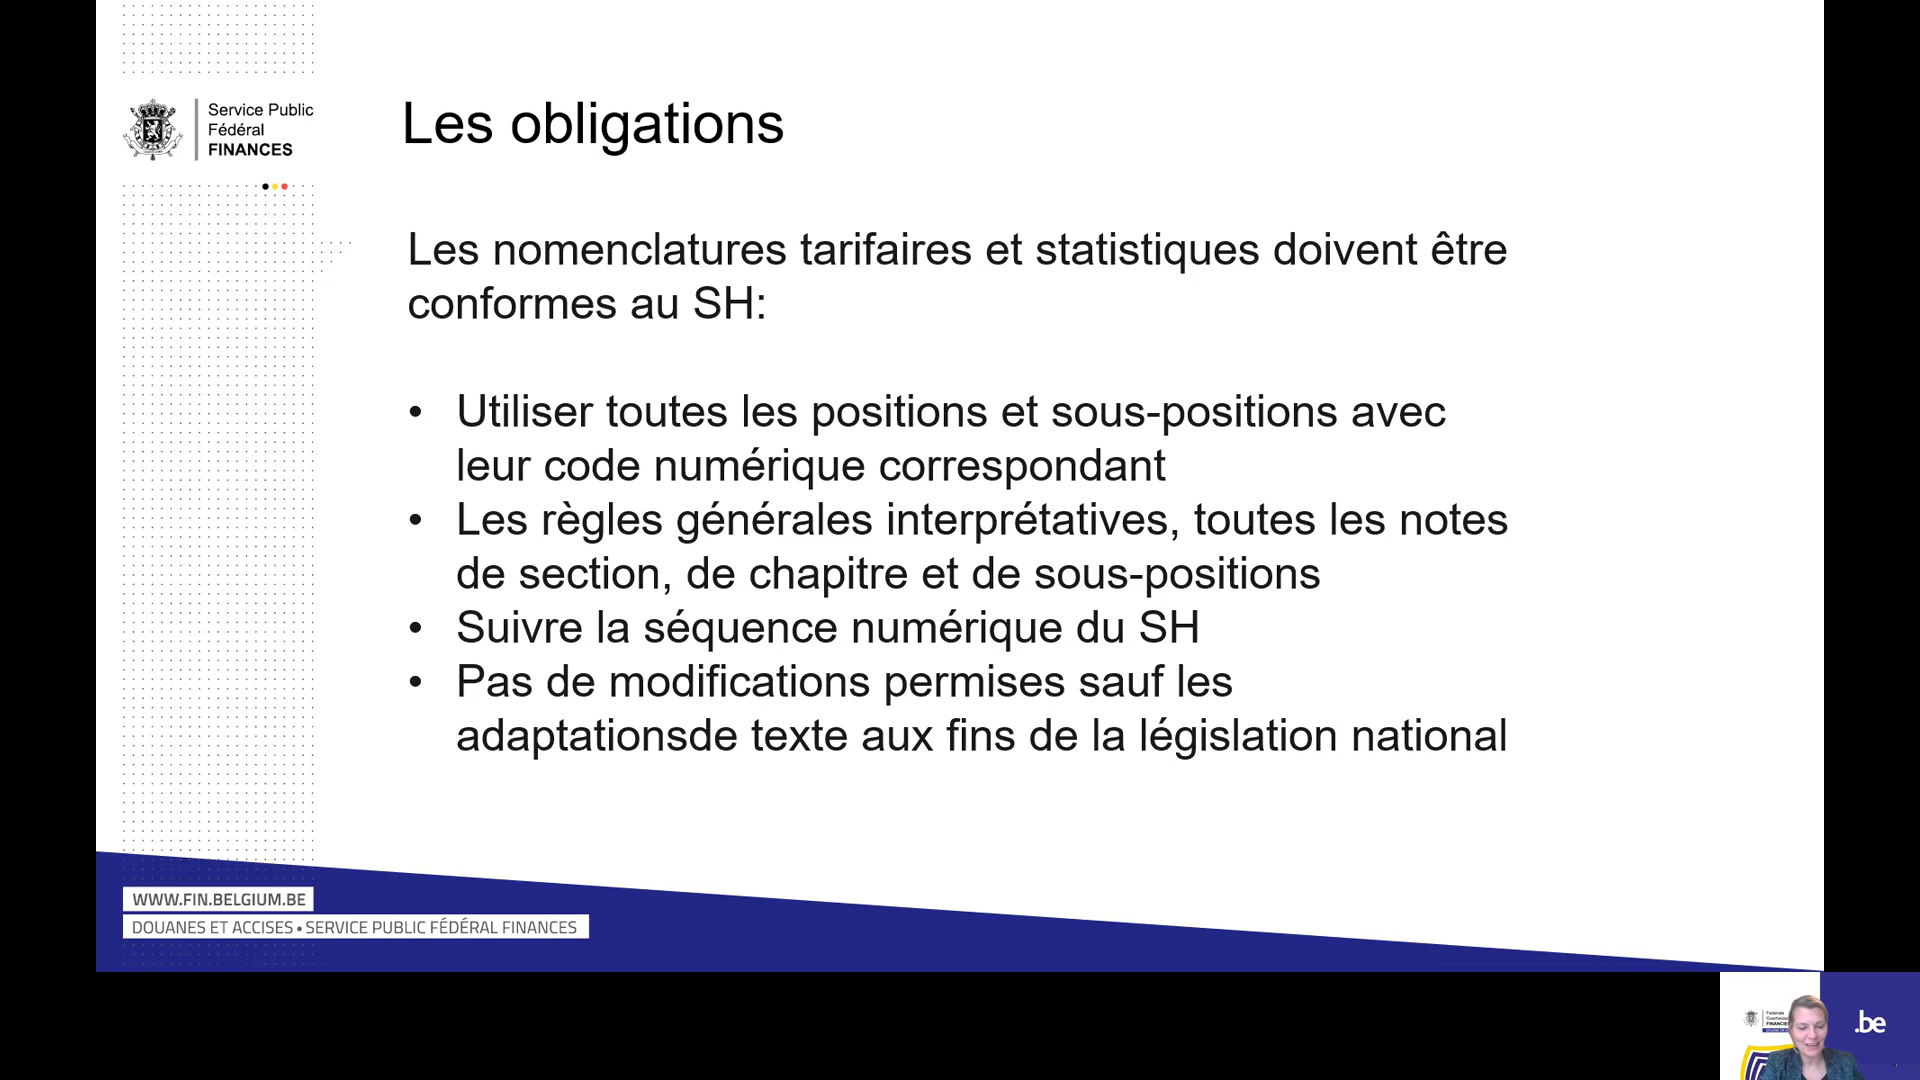 Service Public
Fédéral
FINANCES
Les obligations
Les nomenclatures tarifaires et statistiques doivent être
conformes au SH:
• Utiliser toutes les positions et sous-positions avec
leur code numérique correspondant
• Les règles générales interprétatives, toutes les notes
de section, de chapitre et de sous-positions
• Suivre la séquence numérique du SH
• Pas de modifications permises sauf les
adaptationsde texte aux fins de la législation national
WWW.FIN.BELGIUM.BE
DOUANES ET ACCISES • SERVICE PUBLIC FÉDÉRAL FINANCES
Federale
.be